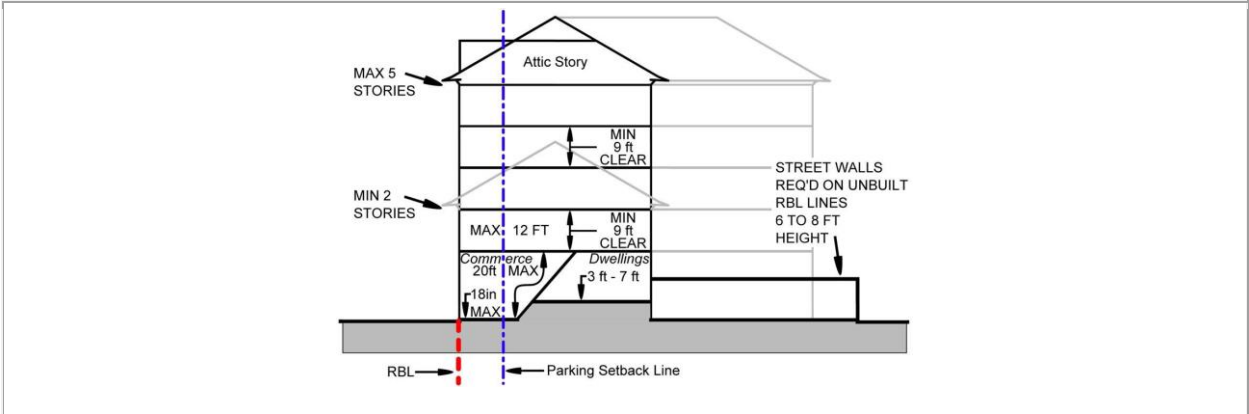 Attic Story
MAX 5
STORIES
MIN
9 ft
CLEAR
STREET WALLS
REQ'D ON UNBUILT
RBL LINES
6 TO 8 FT
HEIGHT
MIN 2
STORIES
MAX 12 FT
MIN
9 ft
CLEAR
Commerce
20ft MAX
Dwellings
3 ft - 7 ft
18in
MAX
RBL
Parking Setback Line